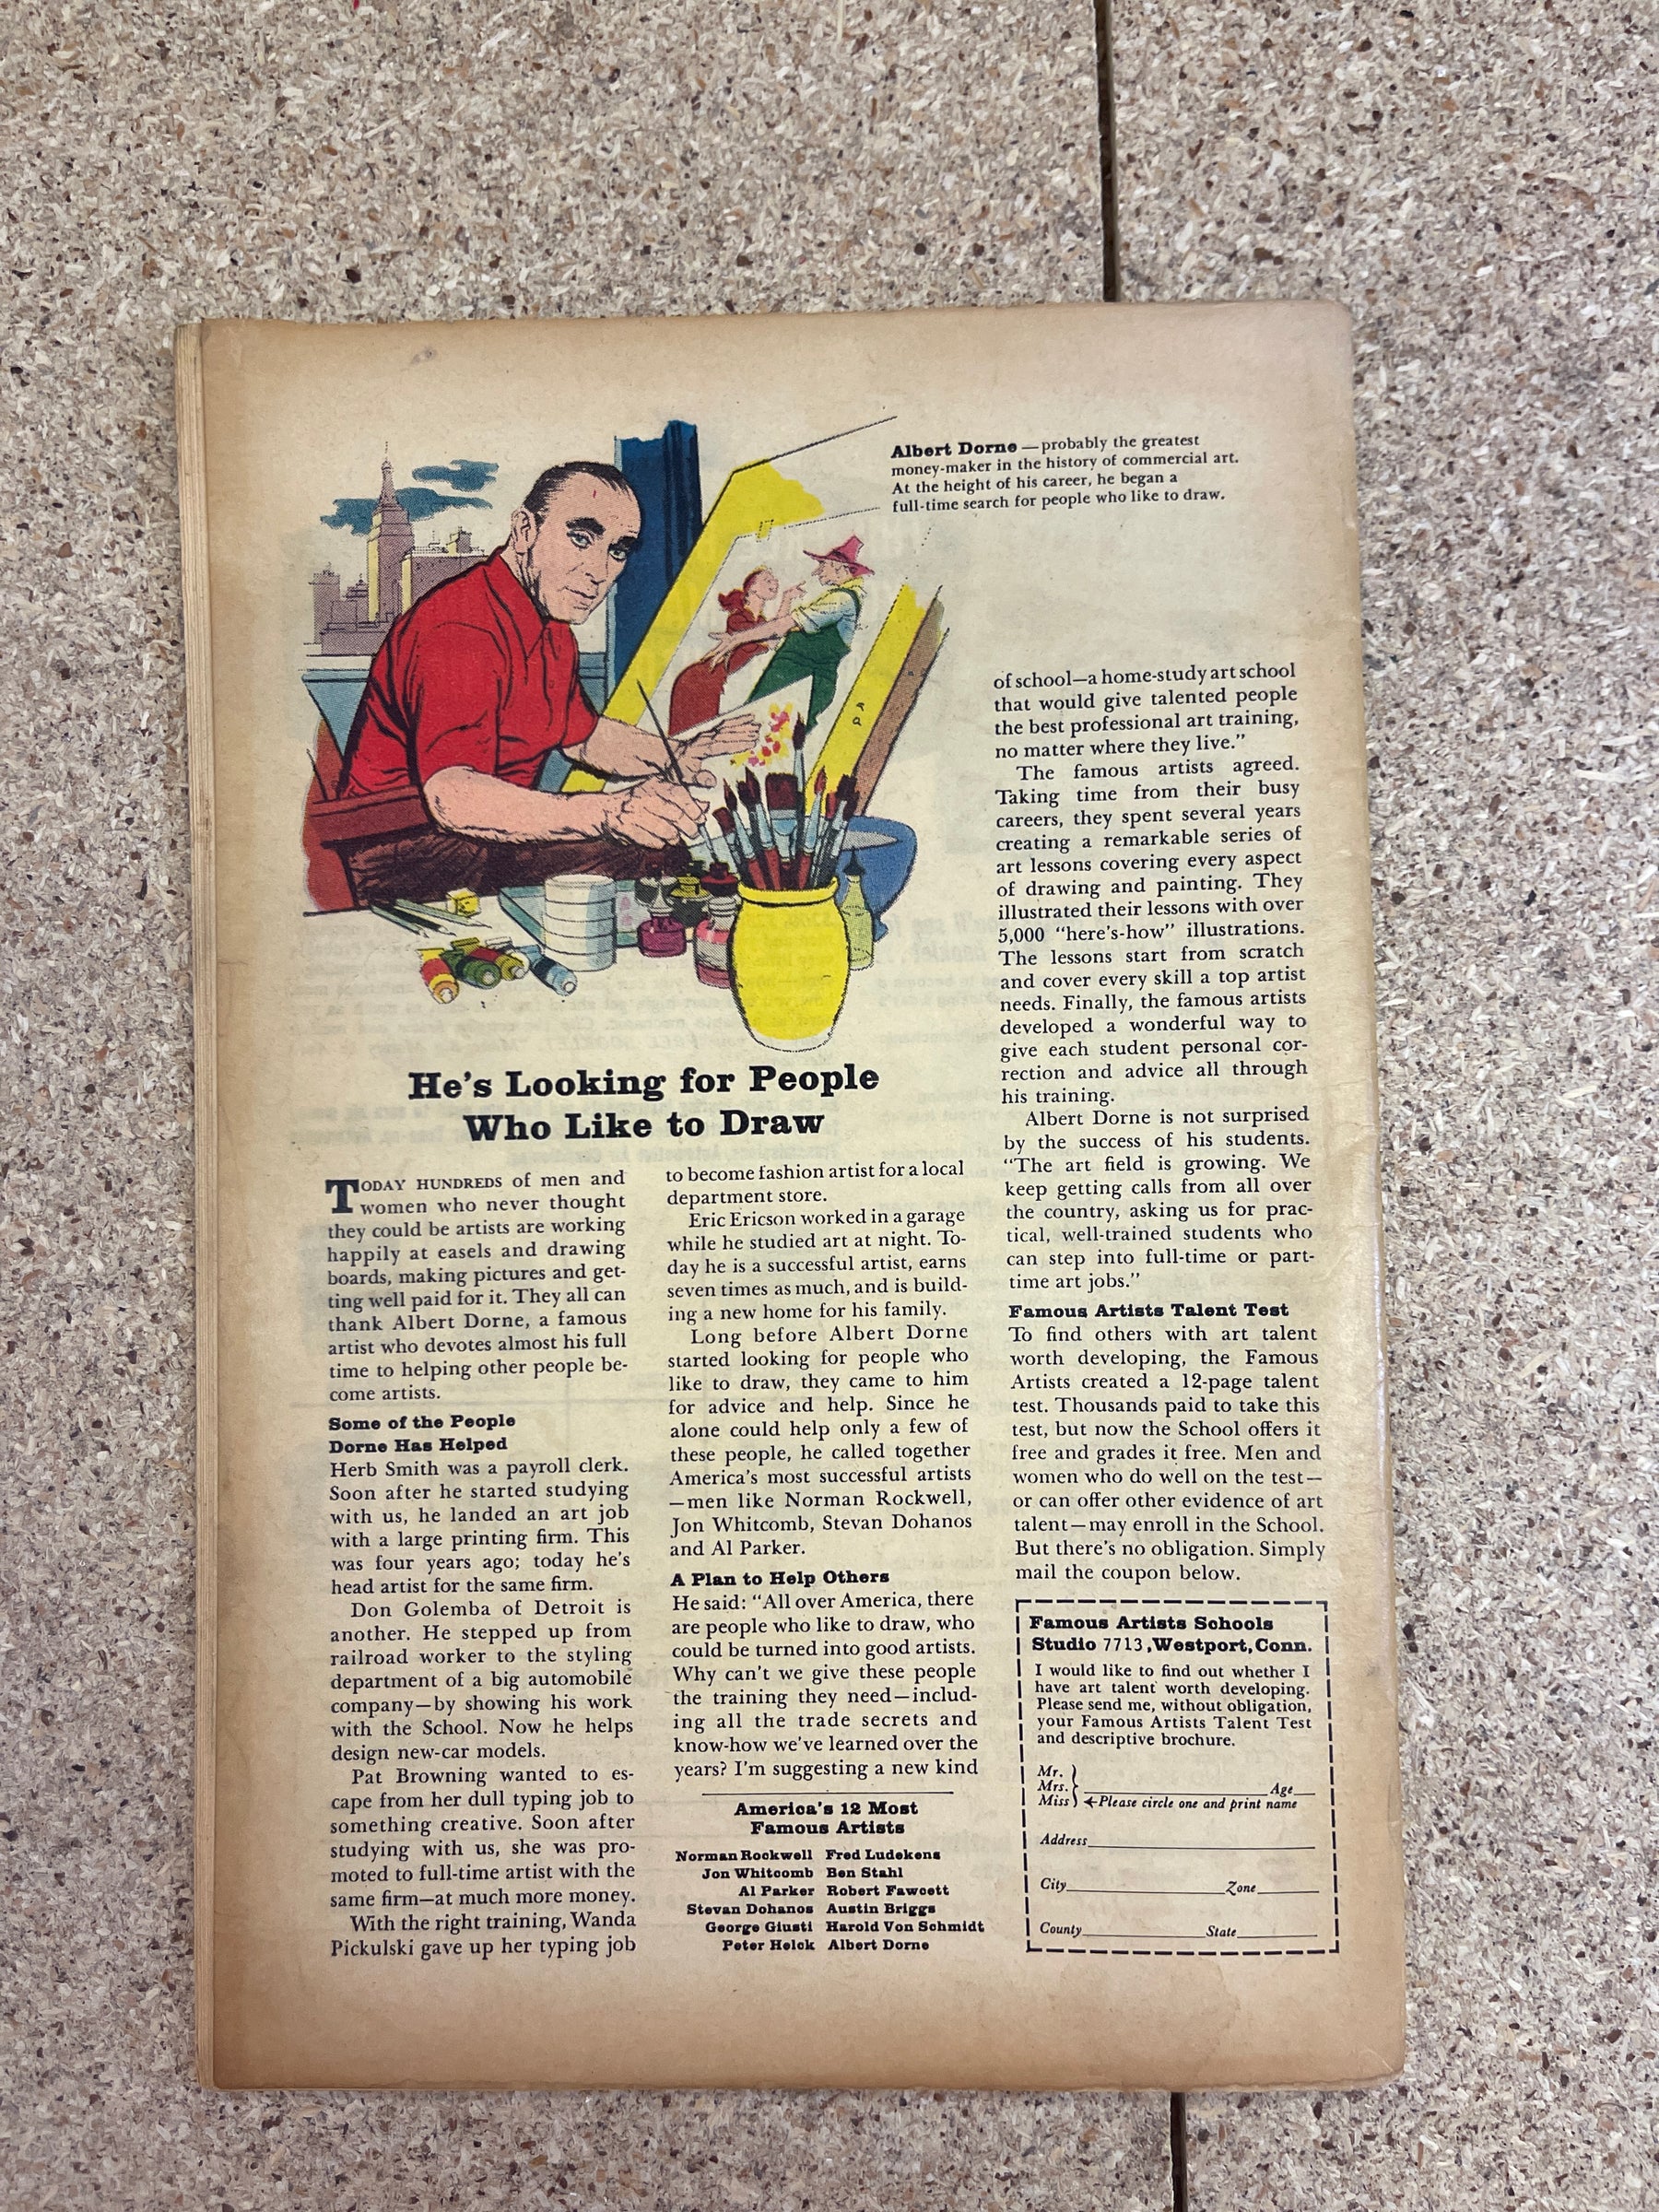 Albert Dorne — probably the greatest
money-maker in the history of commercial art.
At the height of his career, he began a
full-time search for people who like to draw.
He's Looking for People
Who Like to Draw
TODAY HUNDREDS of men and
women who never thought
they could be artists are working
happily at easels and drawing
boards, making pictures and get-
ting well paid for it. They all can
thank Albert Dorne, a famous
artist who devotes almost his full
time to helping other people be-
come artists.
Some of the People
Dorne Has Helped
Herb Smith was a payroll clerk.
Soon after he started studying
with us, he landed an art job
with a large printing firm. This
was four years ago; today he's
head artist for the same firm.
Don Golemba of Detroit is
another. He stepped up from
railroad worker to the styling
department of a big automobile
company—by showing his work
with the School. Now he helps
design new-car models.
Pat Browning wanted to es-
cape from her dull typing job to
something creative. Soon after
studying with us, she was pro-
moted to full-time artist with the
same firm—at much more money.
With the right training, Wanda
Pickulski gave up her typing job
to become fashion artist for a local
department store.
Eric Ericson worked in a garage
while he studied art at night. To-
day he is a successful artist, earns
seven times as much, and is build-
ing a new home for his family.
Long before Albert Dorne
started looking for people who
like to draw, they came to him
for advice and help. Since he
alone could help only a few of
these people, he called together
America's most successful artists
—men like Norman Rockwell,
Jon Whitcomb, Stevan Dohanos
and Al Parker.
A Plan to Help Others
He said: “All over America, there
are people who like to draw, who
could be turned into good artists.
Why can't we give these people
the training they need—includ-
ing all the trade secrets and
know-how we've learned over the
years? I'm suggesting a new kind
America's 12 Most
Famous Artists
Norman Rockwell Fred Ludekens
Jon Whitcomb Ben Stahl
Al Parker Robert Fawcett
Stevan Dohanos Austin Briggs
George Giusti Harold Von Schmidt
Peter Helck Albert Dorne
of school—a home-study art school
that would give talented people
the best professional art training,
no matter where they live.”
The famous artists agreed.
Taking time from their busy
careers, they spent several years
creating a remarkable series of
art lessons covering every aspect
of drawing and painting. They
illustrated their lessons with over
5,000 “here's-how” illustrations.
The lessons start from scratch
and cover every skill a top artist
needs. Finally, the famous artists
developed a wonderful way to
give each student personal cor-
rection and advice all through
his training.
Albert Dorne is not surprised
by the success of his students.
“The art field is growing. We
keep getting calls from all over
the country, asking us for prac-
tical, well-trained students who
can step into full-time or part-
time art jobs.”
Famous Artists Talent Test
To find others with art talent
worth developing, the Famous
Artists created a 12-page talent
test. Thousands paid to take this
test, but now the School offers it
free and grades it free. Men and
women who do well on the test—
or can offer other evidence of art
talent—may enroll in the School.
But there's no obligation. Simply
mail the coupon below.
Famous Artists Schools
Studio 7713, Westport, Conn.
I would like to find out whether I
have art talent worth developing.
Please send me, without obligation,
your Famous Artists Talent Test
and descriptive brochure.
Mr.
Mrs. Age
Miss ←Please circle one and print name
Address
City Zone
County State